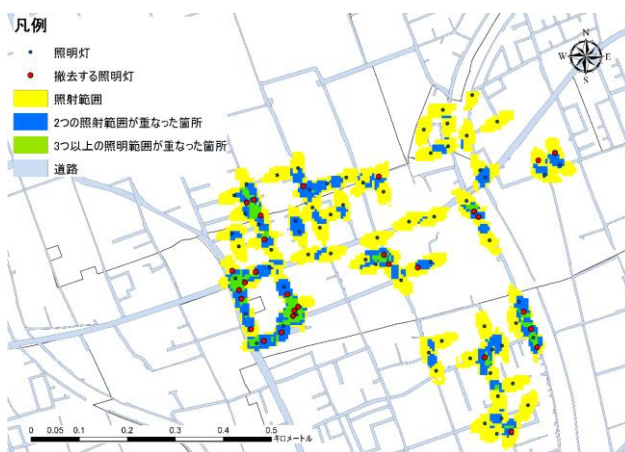 凡例
照明灯
撤去する照明灯
照射範囲
2つの照射範囲が重なった箇所
3つ以上の照明範囲が重なった箇所
道路
N
W
E
S
0 0.05 0.1 0.2 0.3 0.4 0.5
キロメートル